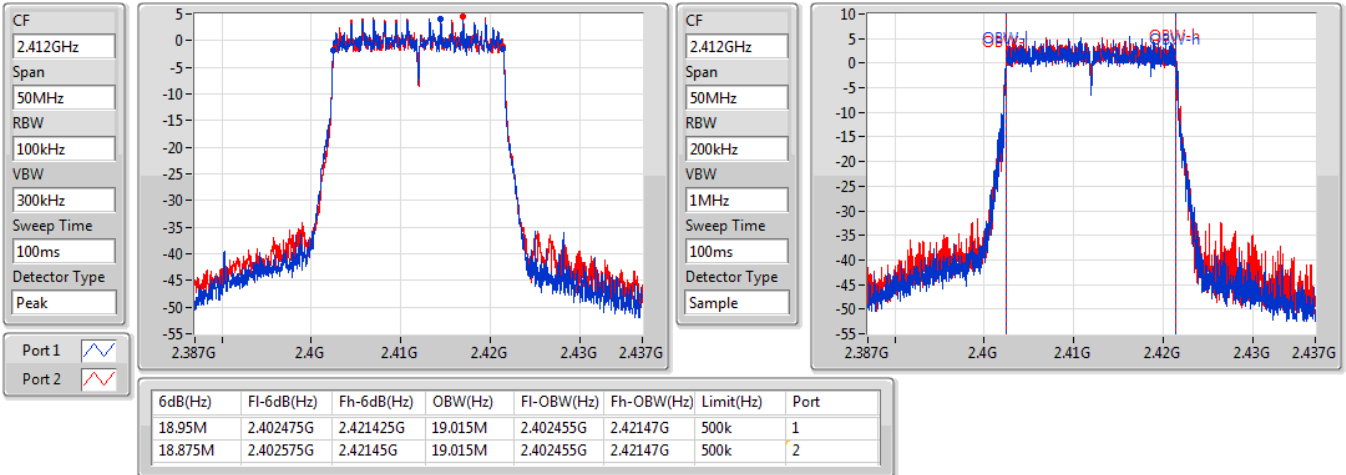 CF
2.412GHz
Span
50MHz
RBW
100kHz
VBW
300kHz
Sweep Time
100ms
Detector Type
Peak
5
0
-5
-10
-15
-20
-25
-30
-35
-40
-45
-50
-55
2.387G 2.4G 2.41G 2.42G 2.43G 2.437G
CF
2.412GHz
Span
50MHz
RBW
200kHz
VBW
1MHz
Sweep Time
100ms
Detector Type
Sample
10
5
0
-5
-10
-15
-20
-25
-30
-35
-40
-45
-50
-55
OBW-l OBW-h
2.387G 2.4G 2.41G 2.42G 2.43G 2.437G
Port 1
Port 2
6dB(Hz) Fl-6dB(Hz) Fh-6dB(Hz) OBW(Hz) Fl-OBW(Hz) Fh-OBW(Hz) Limit(Hz) Port
18.95M 2.402475G 2.421425G 19.015M 2.402455G 2.42147G 500k 1
18.875M 2.402575G 2.42145G 19.015M 2.402455G 2.42147G 500k 2